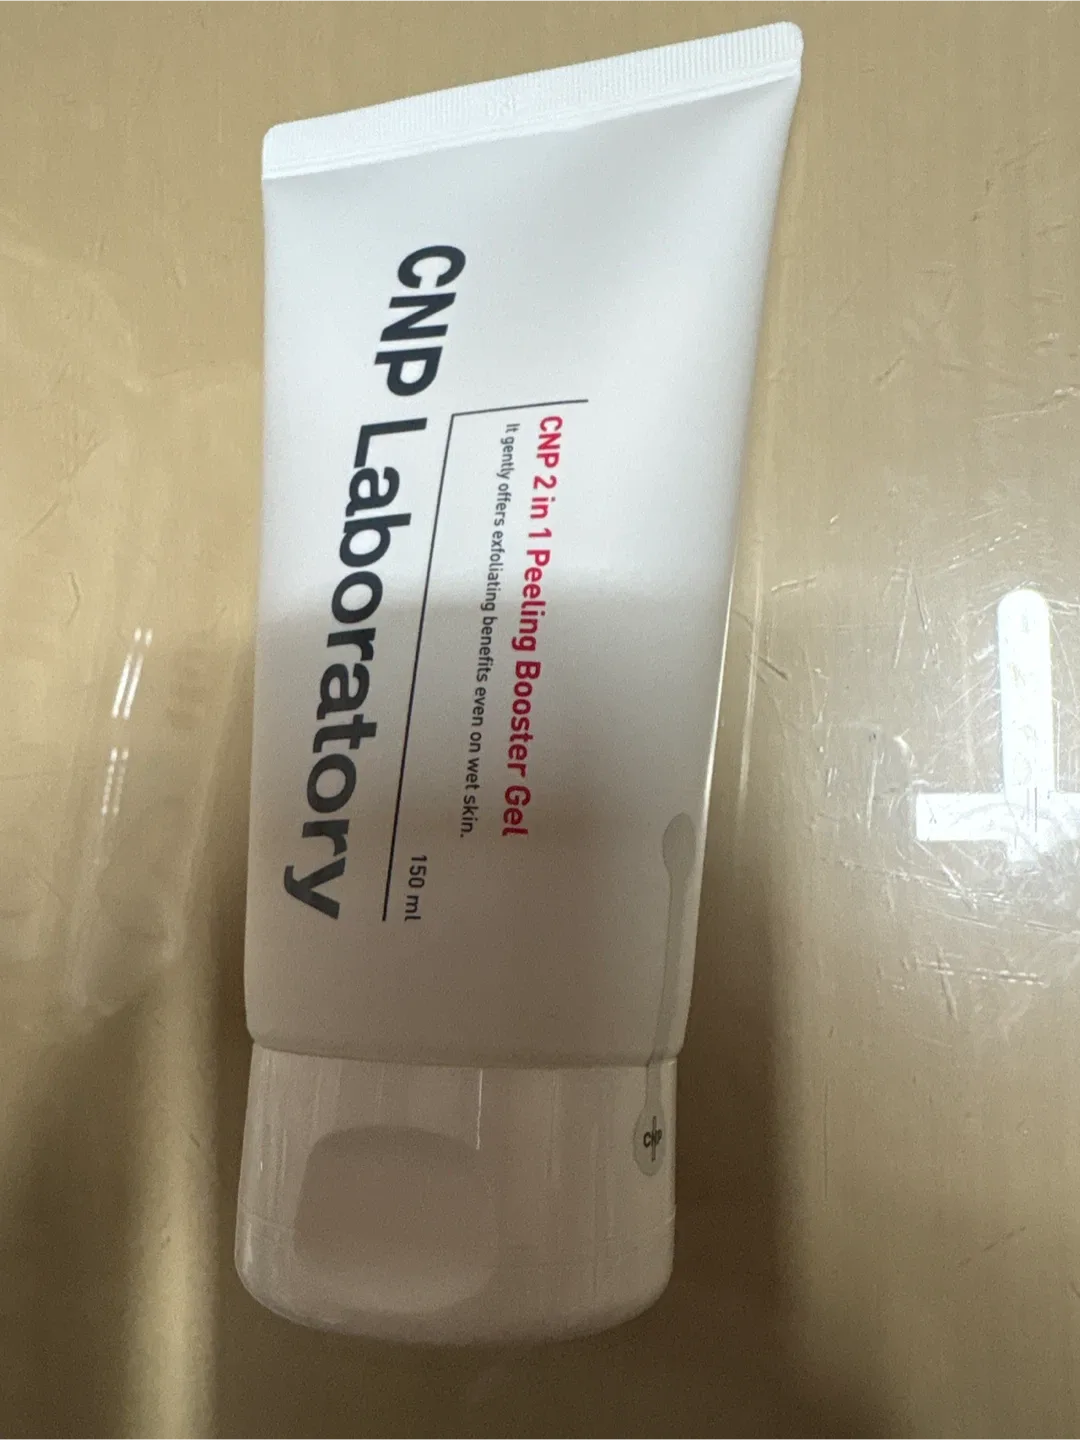 CNP Laboratory
150 ml
CNP 2 in 1 Peeling Booster Gel
It gently offers exfoliating benefits even on wet skin.